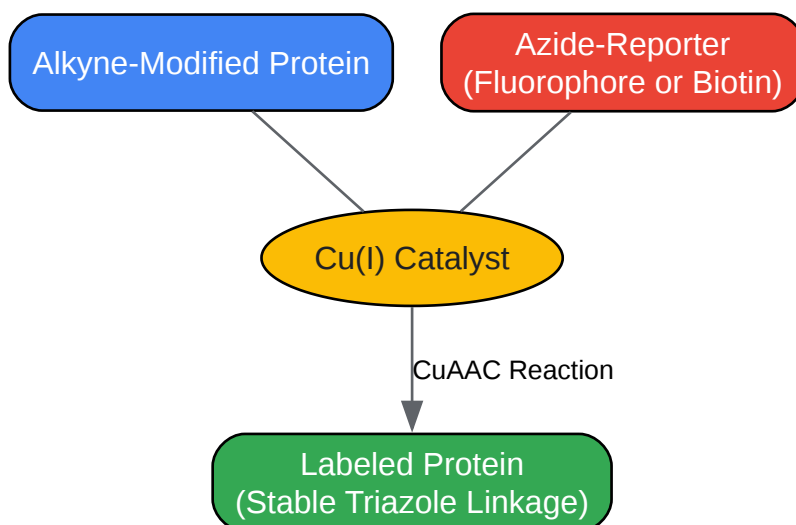 Alkyne-Modified Protein
Azide-Reporter
(Fluorophore or Biotin)
Cu(I) Catalyst
CuAAC Reaction
Labeled Protein
(Stable Triazole Linkage)